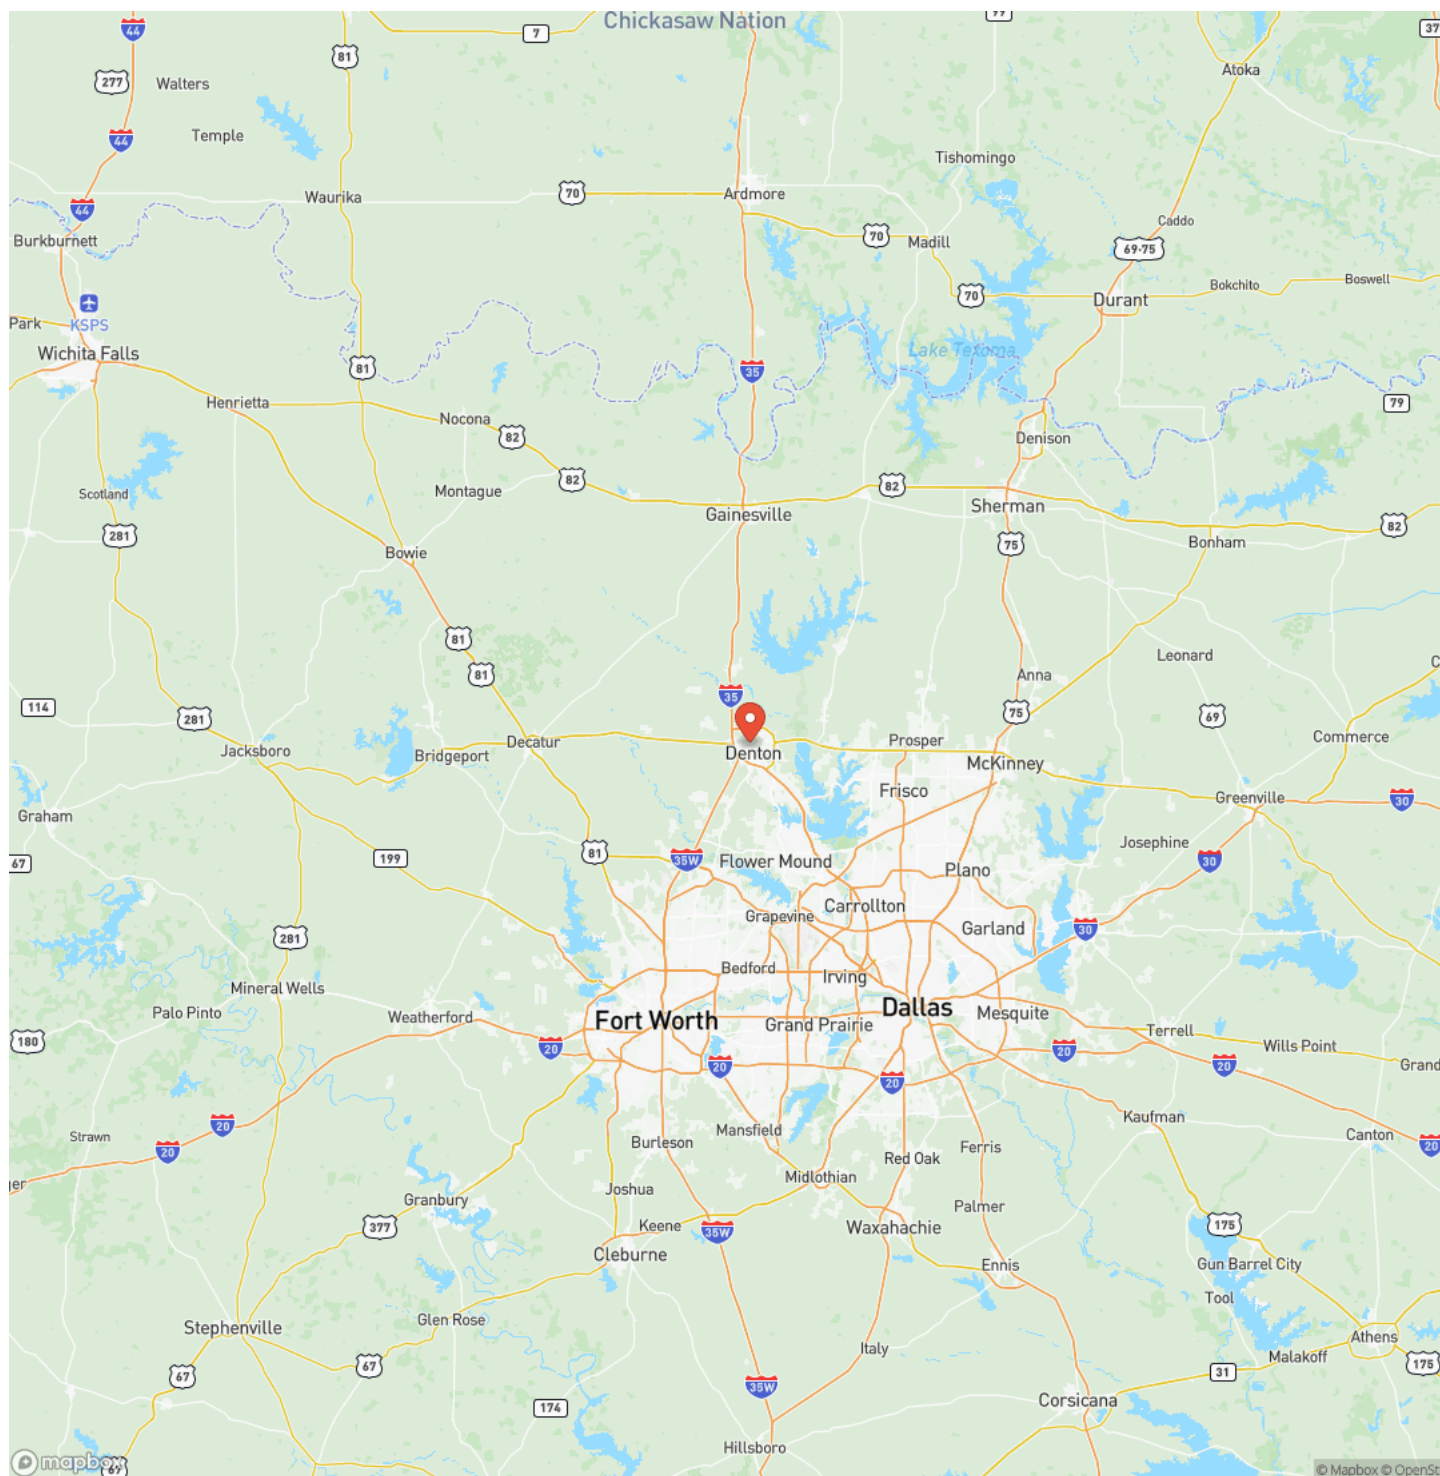 Chickasaw Nation
99
44
7
37
81
277
Walters
Atoka
44
Temple
Tishomingo
Waurika
70
Ardmore
44
Caddo
Burkburnett
70
Madill
69-75
Boswell
Bokchito
70
Durant
KSPS
Park
Lake Texoma
Wichita Falls
81
35
Henrietta
79
Nocona
82
Denison
82
82
Scotland
Montague
Gainesville
Sherman
82
281
75
Bonham
Bowie
81
Leonard
81
Anna
35
114
281
75
69
Commerce
Prosper
Decatur
Jacksboro
Bridgeport
Denton
McKinney
Frisco
Greenville
30
Graham
Josephine
67
199
81
35W
Flower Mound
30
Plano
Carrollton
Grapevine
Garland
30
281
Bedford
Irving
Mineral Wells
Dallas
Palo Pinto
Weatherford
Fort Worth
Grand Prairie
Mesquite
Terrell
180
20
20
Wills Point
20
20
Grand
20
Kaufman
20
Mansfield
Strawn
Burleson
Canton
20
20
Ferris
Red Oak
Midlothian
ger
Joshua
Granbury
Palmer
377
Keene
35W
Waxahachie
175
Cleburne
Ennis
Gun Barrel City
Tool
Glen Rose
Stephenville
Athens
Italy
Malakoff
67
67
31
175
35W
Corsicana
174
Hillsboro
mapbox
67
© Mapbox © OpenSt